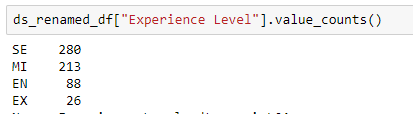 ds_renamed_df["Experience Level"].value_counts()
SE    280
MI    213
EN     88
EX     26